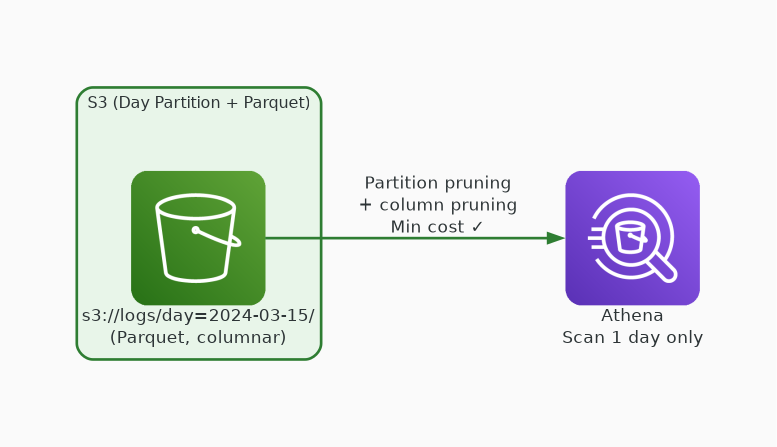 S3 (Day Partition + Parquet)
s3://logs/day=2024-03-15/
(Parquet, columnar)
Partition pruning
+ column pruning
Min cost ✓
Athena
Scan 1 day only